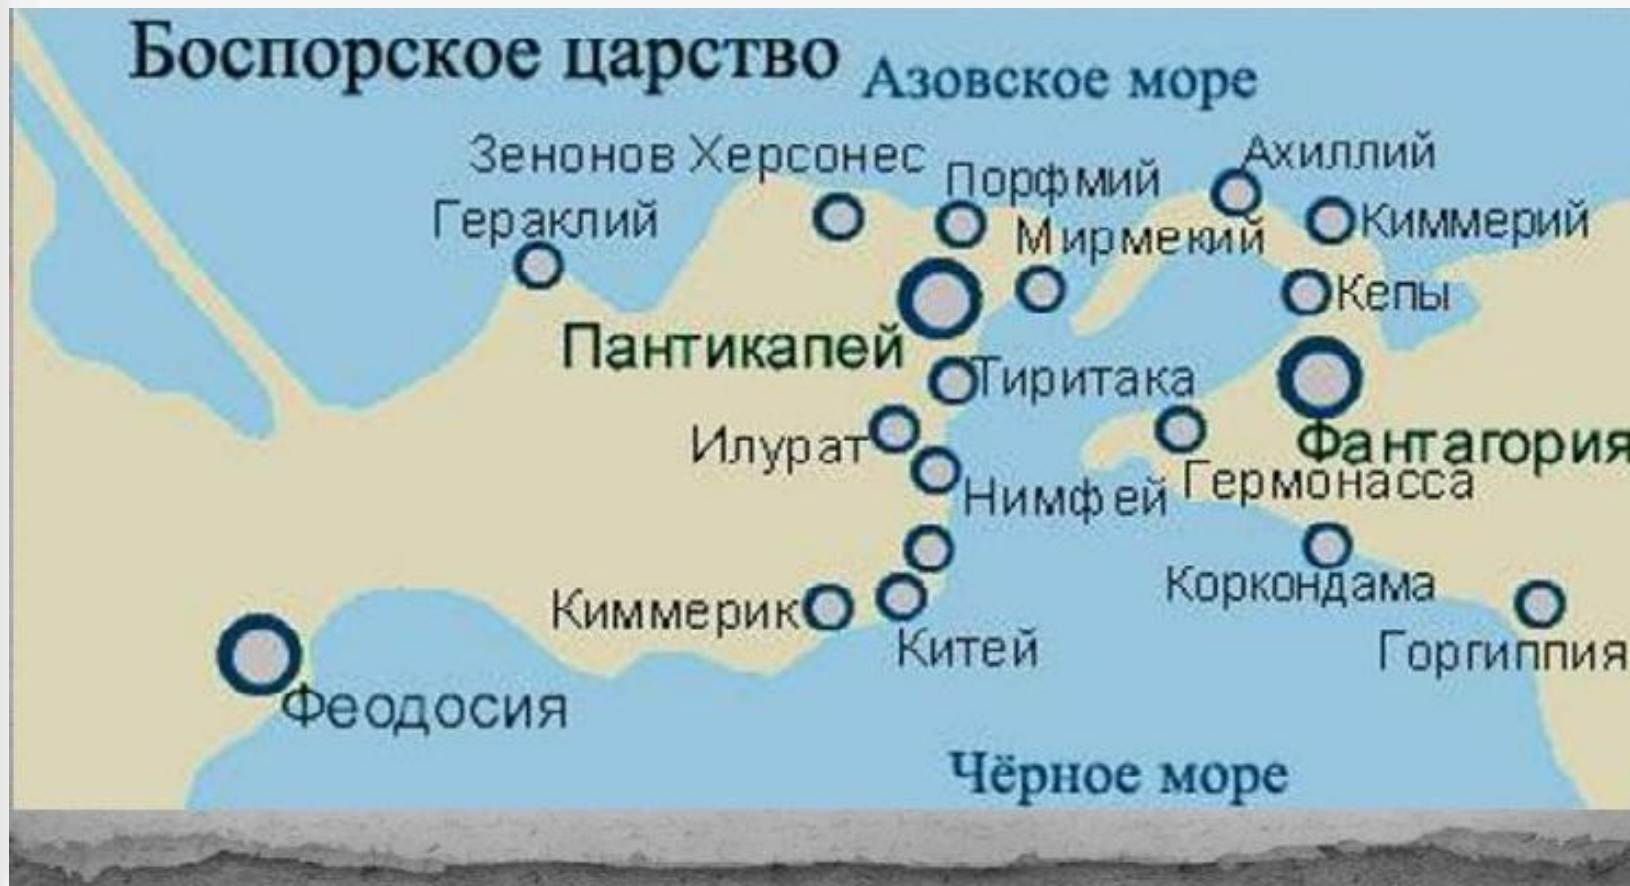 Боспорское царство
Азовское море
Зенонов Херсонес
Ахиллий
Порфмий
Гераклий
Киммерий
Мирмекий
Кепы
Пантикапей
Тиритака
Илурат
Фантагория
Нимфей
Гермонасса
Коркондама
Киммерик
Китей
Горгиппия
Феодосия
Чёрное море